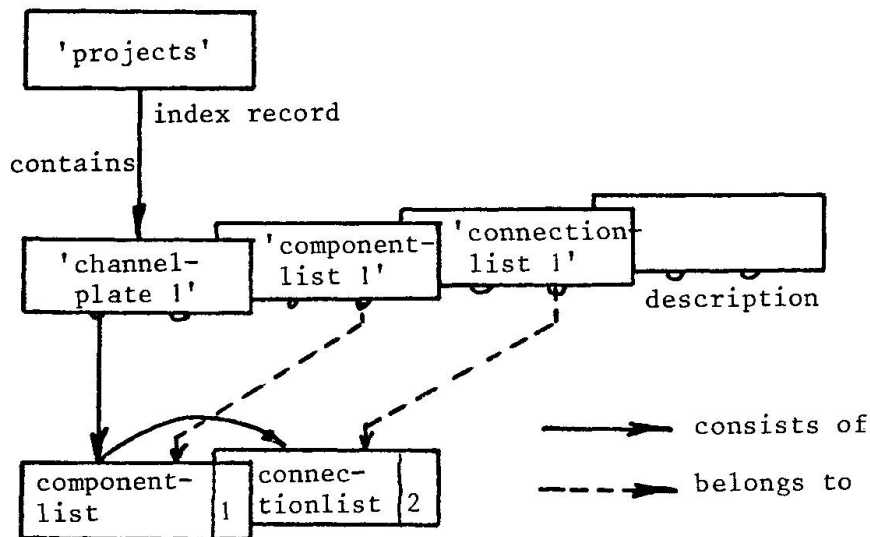 'projects'
index record
contains
'channel-
plate 1'
'component-
list 1'
'connection-
list 1'
description
component-
list
1
connec-
tionlist
2
consists of
belongs to